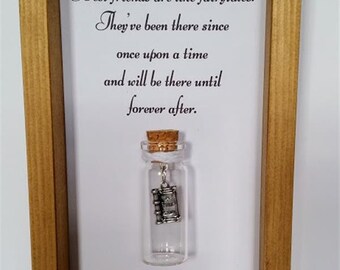 Best friends are like fairytales.
They've been there since
once upon a time
and will be there until
forever after.